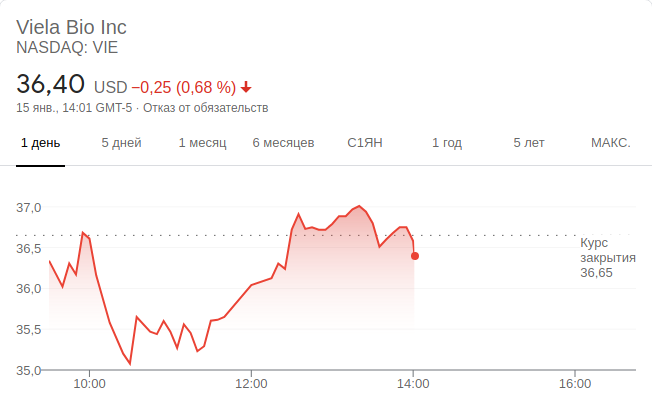 Viela Bio Inc
NASDAQ: VIE
36,40 USD −0,25 (0,68 %)
15 янв., 14:01 GMT-5 · Отказ от обязательств
1 день 5 дней 1 месяц 6 месяцев С1ЯН 1 год 5 лет МАКС.
37,0
36,5
36,0
35,5
35,0
Курс
закрытия
36,65
10:00 12:00 14:00 16:00